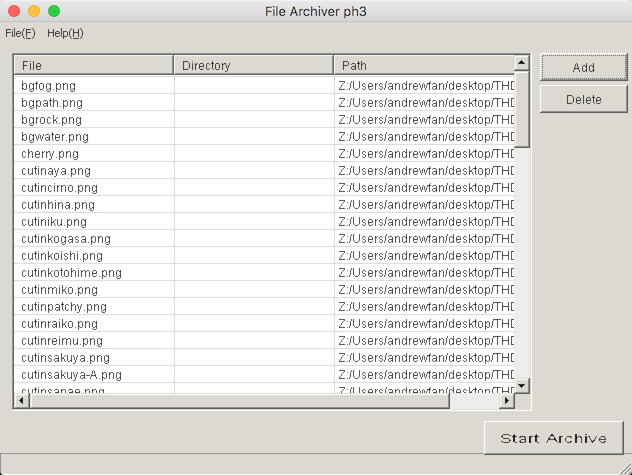 File Archiver ph3
File(F) Help(H)
File Directory Path
Add
Delete
bgfog.png Z:/Users/andrewfan/desktop/THD
bgpath.png Z:/Users/andrewfan/desktop/THD
bgrock.png Z:/Users/andrewfan/desktop/THD
bgwater.png Z:/Users/andrewfan/desktop/THD
cherry.png Z:/Users/andrewfan/desktop/THD
cutinaya.png Z:/Users/andrewfan/desktop/THD
cutincirno.png Z:/Users/andrewfan/desktop/THD
cutinhina.png Z:/Users/andrewfan/desktop/THD
cutiniku.png Z:/Users/andrewfan/desktop/THD
cutinkogasa.png Z:/Users/andrewfan/desktop/THD
cutinkoishi.png Z:/Users/andrewfan/desktop/THD
cutinkotohime.png Z:/Users/andrewfan/desktop/THD
cutinmiko.png Z:/Users/andrewfan/desktop/THD
cutinpatchy.png Z:/Users/andrewfan/desktop/THD
cutinraiko.png Z:/Users/andrewfan/desktop/THD
cutinreimu.png Z:/Users/andrewfan/desktop/THD
cutinsakuya.png Z:/Users/andrewfan/desktop/THD
cutinsakuya-A.png Z:/Users/andrewfan/desktop/THD
cutinsanae.png Z:/Users/andrewfan/desktop/THD
Start Archive